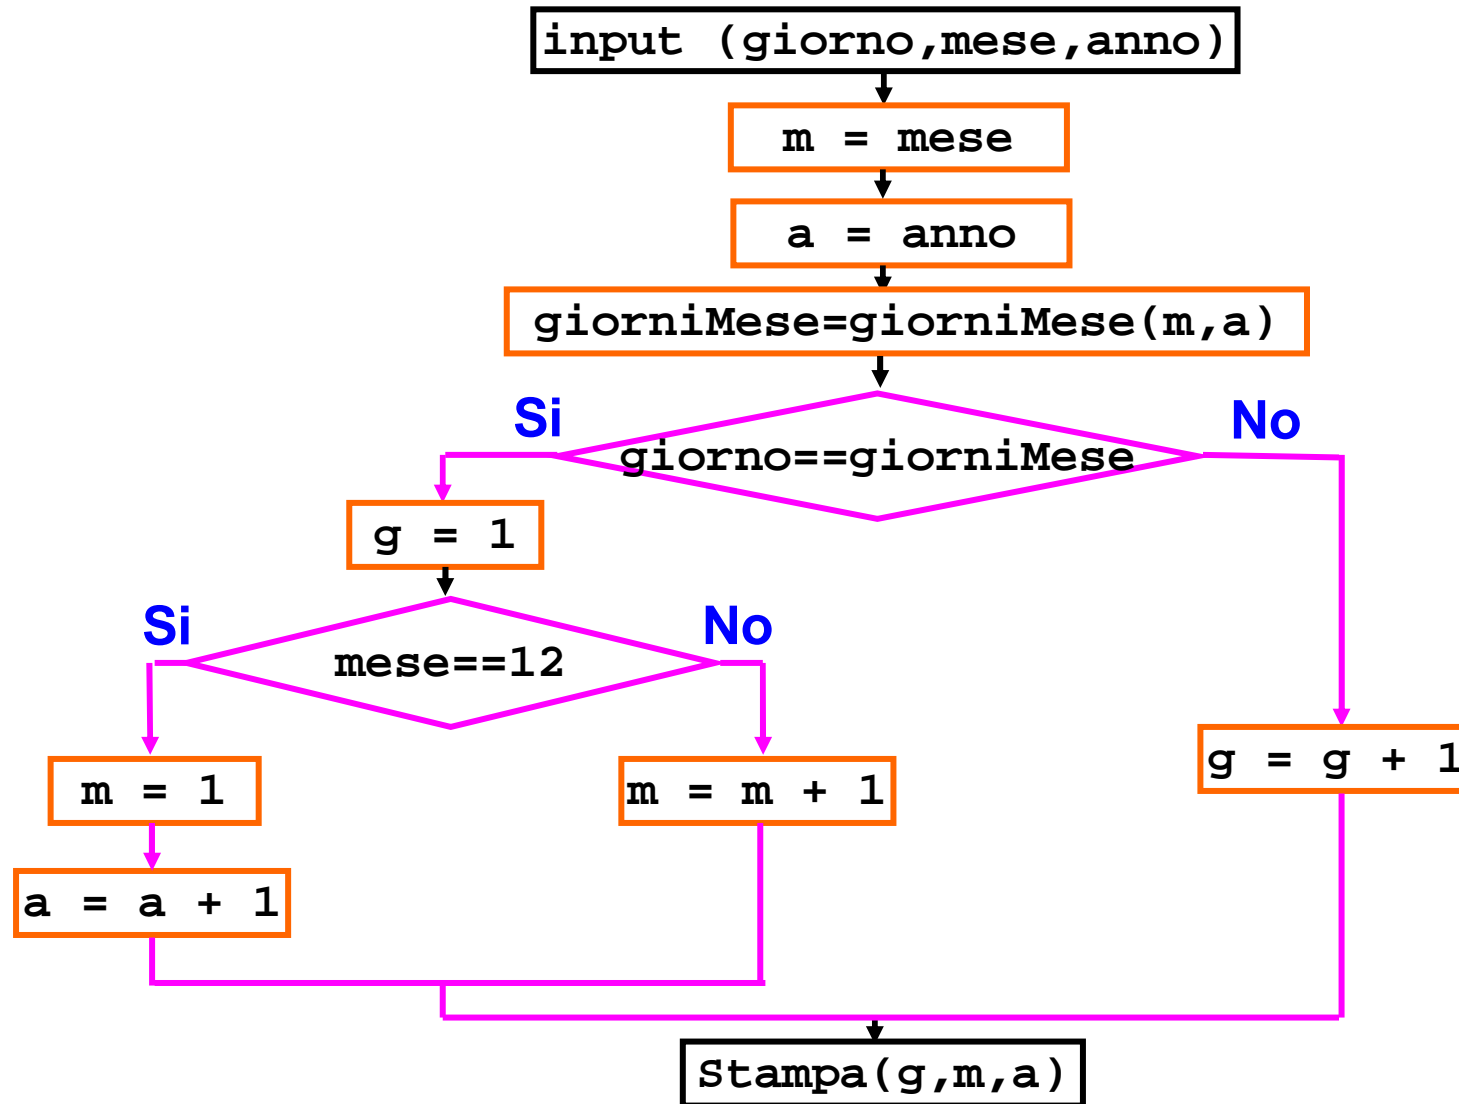 input (giorno,mese,anno)
m = mese
a = anno
giorniMese=giorniMese(m,a)
Si
No
giorno==giorniMese
g = 1
Si
No
mese==12
g = g + 1
m = 1
m = m + 1
a = a + 1
Stampa(g,m,a)